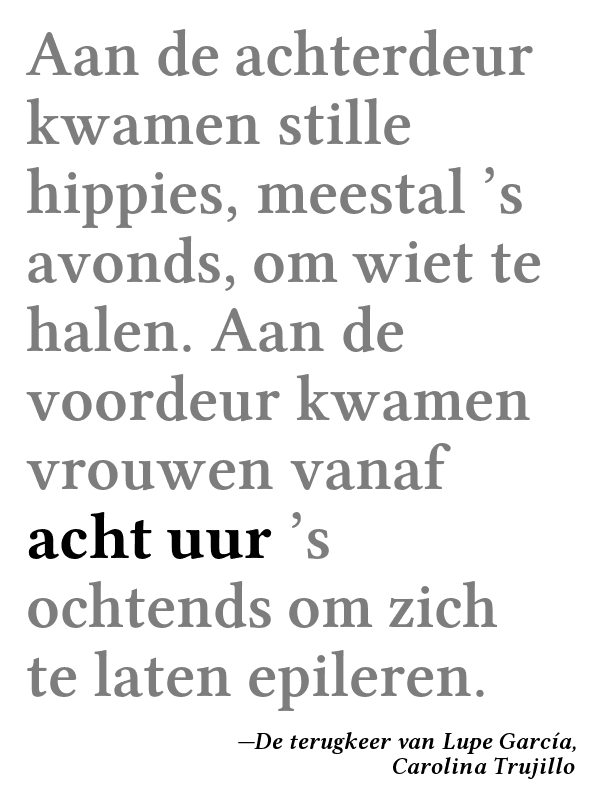 Aan de achterdeur
kwamen stille
hippies, meestal ’s
avonds, om wiet te
halen. Aan de
voordeur kwamen
vrouwen vanaf
acht uur ’s
ochtends om zich
te laten epileren.
—De terugkeer van Lupe García,
Carolina Trujillo